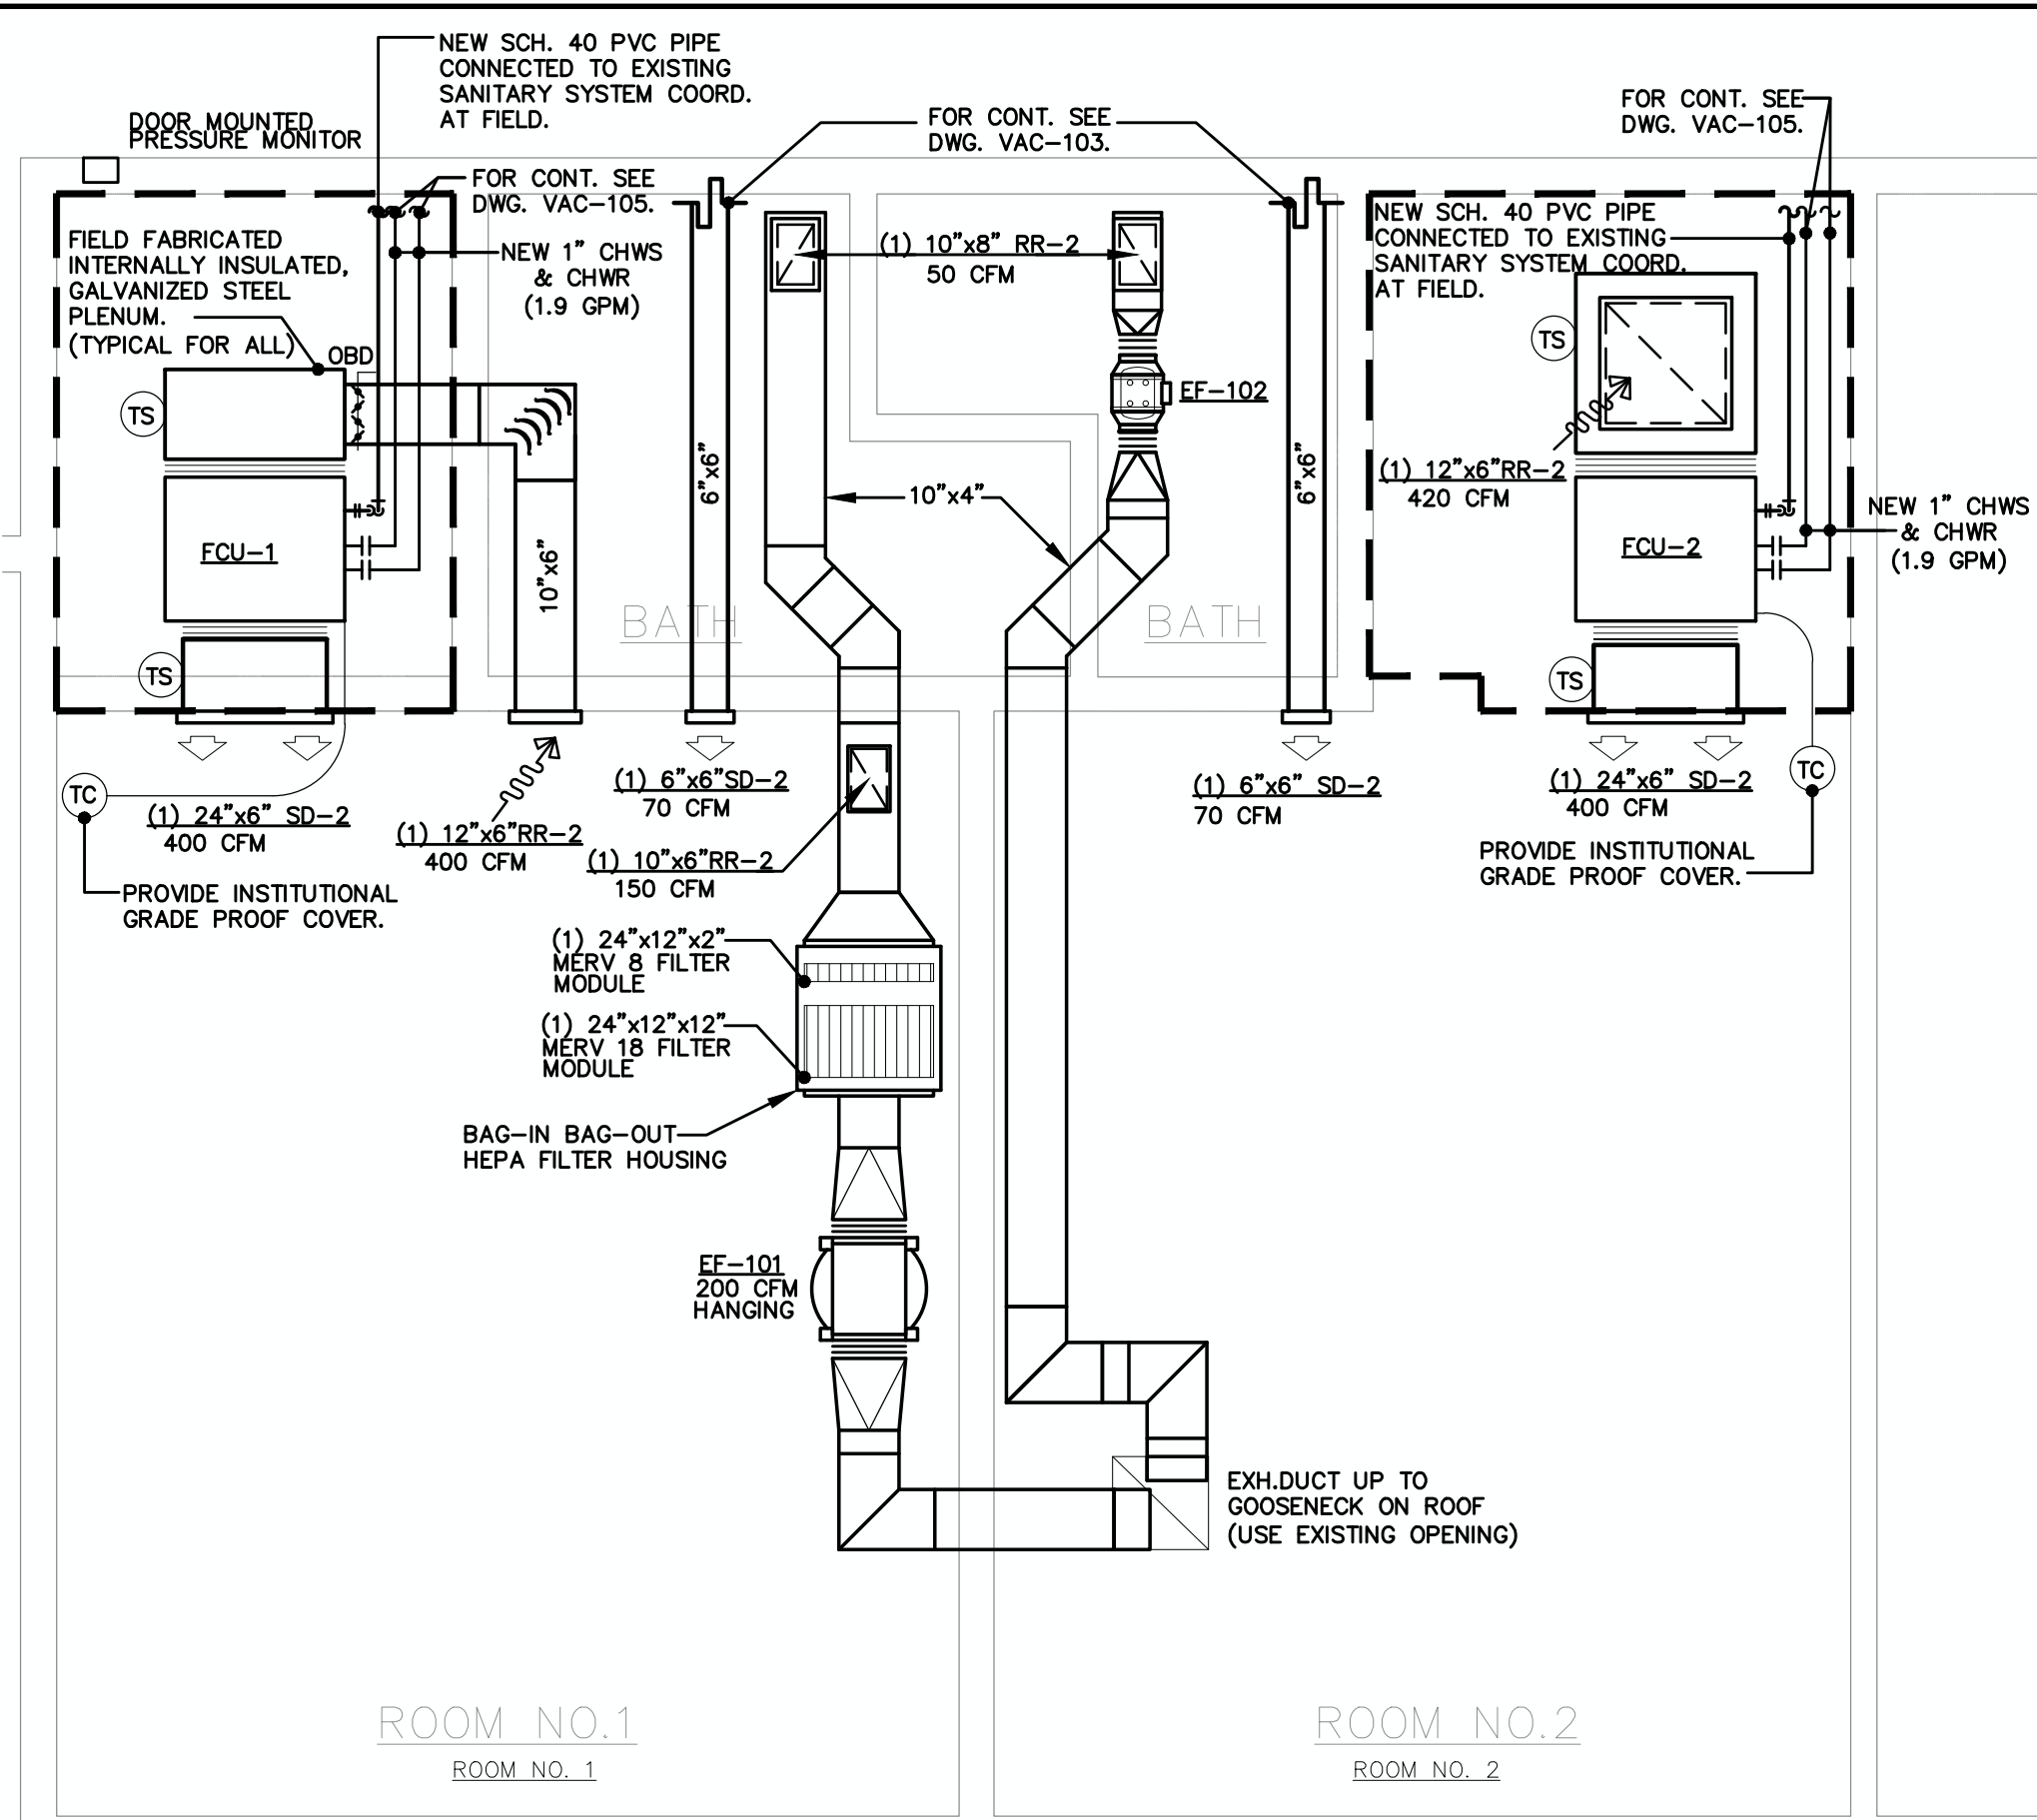 NEW SCH. 40 PVC PIPE
CONNECTED TO EXISTING
SANITARY SYSTEM COORD.
AT FIELD.
DOOR MOUNTED
PRESSURE MONITOR
FOR CONT. SEE
DWG. VAC-103.
FOR CONT. SEE
DWG. VAC-105.
FOR CONT. SEE
DWG. VAC-105.
NEW SCH. 40 PVC PIPE
CONNECTED TO EXISTING
SANITARY SYSTEM COORD.
AT FIELD.
FIELD FABRICATED
INTERNALLY INSULATED,
GALVANIZED STEEL
PLENUM.
(TYPICAL FOR ALL)
NEW 1" CHWS
& CHWR
(1.9 GPM)
(1) 10"x8" RR-2
50 CFM
OBD
TS
EF-102
TS
6"x6"
6"x6"
10"x4"
(1) 12"x6"RR-2
420 CFM
NEW 1" CHWS
& CHWR
(1.9 GPM)
FCU-1
10"x6"
FCU-2
BATH
BATH
TS
TS
TC
(1) 24"x6" SD-2
400 CFM
(1) 12"x6"RR-2
400 CFM
(1) 6"x6"SD-2
70 CFM
(1) 10"x6"RR-2
150 CFM
(1) 6"x6" SD-2
70 CFM
(1) 24"x6" SD-2
400 CFM
TC
PROVIDE INSTITUTIONAL
GRADE PROOF COVER.
PROVIDE INSTITUTIONAL
GRADE PROOF COVER.
(1) 24"x12"x2"
MERV 8 FILTER
MODULE
(1) 24"x12"x12"
MERV 18 FILTER
MODULE
BAG-IN BAG-OUT
HEPA FILTER HOUSING
EF-101
200 CFM
HANGING
EXH.DUCT UP TO
GOOSENECK ON ROOF
(USE EXISTING OPENING)
ROOM NO.1
ROOM NO. 1
ROOM NO.2
ROOM NO. 2